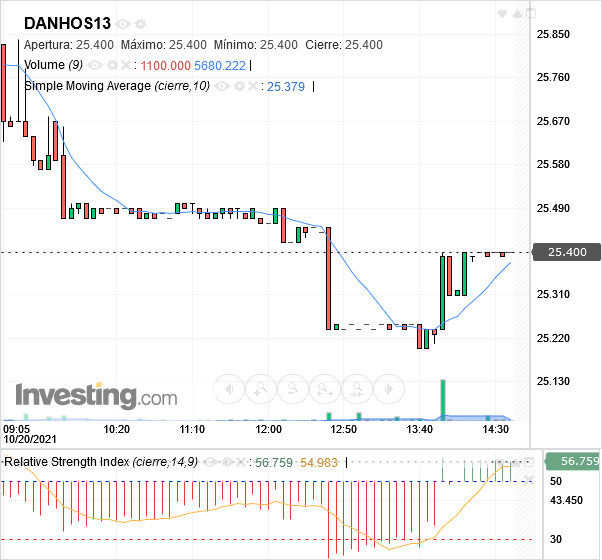 DANHOS13
Apertura: 25.400 Máximo: 25.400 Mínimo: 25.400 Cierre: 25.400
Volume (9) : 1100.000 5680.222
Simple Moving Average (cierre,10) : 25.379
25.850
25.760
25.670
25.580
25.490
25.400
25.310
25.220
25.130
Investing.com
09:05 10:20 11:10 12:00 12:50 13:40 14:30
10/20/2021
Relative Strength Index (cierre,14,9) : 56.759 54.983
56.759
50 50
43.450
30 30